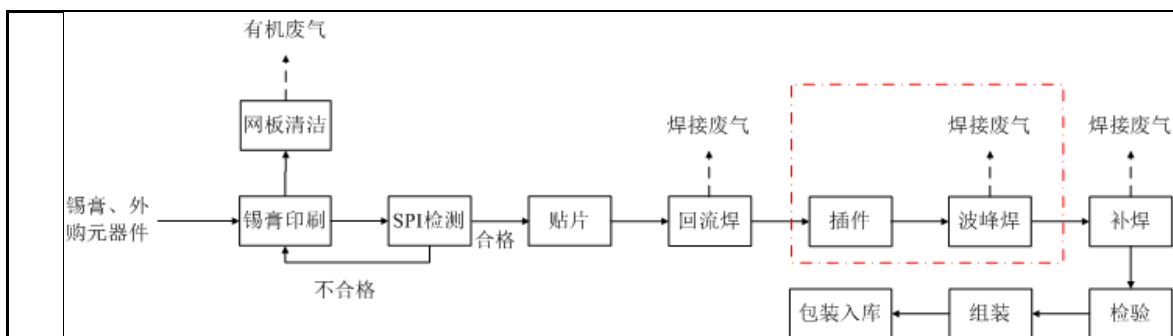 有机废气
网板清洁
焊接废气
焊接废气
焊接废气
锡膏、外
购元器件
锡膏印刷
SPI检测
合格
贴片
回流焊
插件
波峰焊
补焊
不合格
包装入库
组装
检验